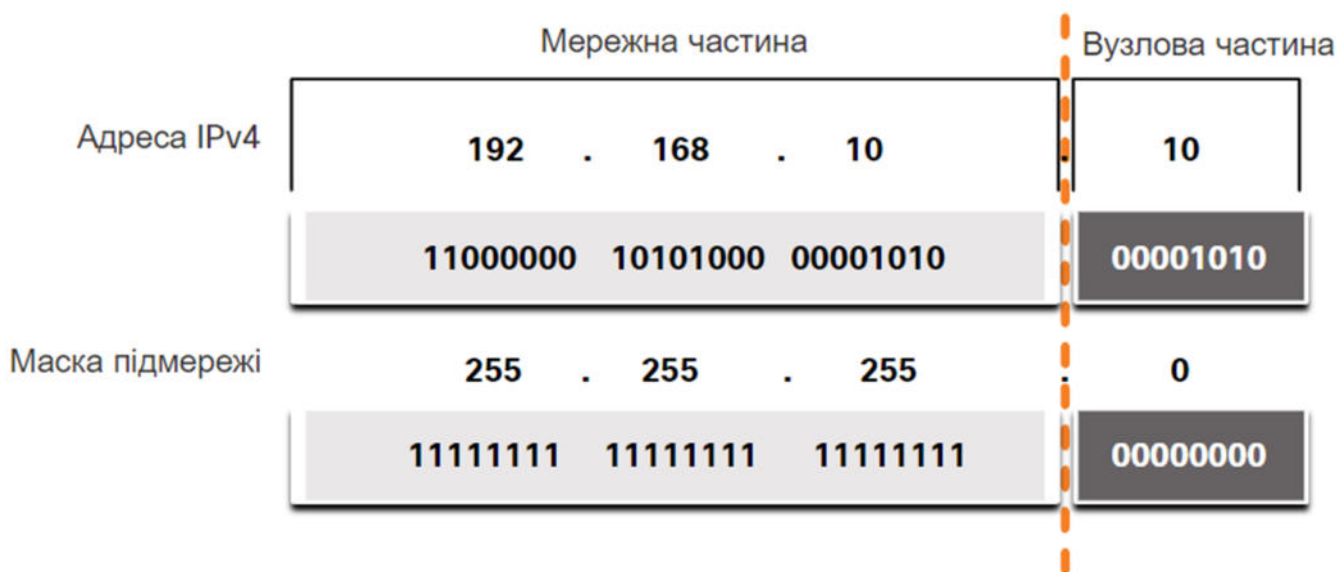 Мережна частина Вузлова частина
Адреса IPv4 192 . 168 . 10 . 10
11000000 10101000 00001010 00001010
Маска підмережі 255 . 255 . 255 . 0
11111111 11111111 11111111 00000000